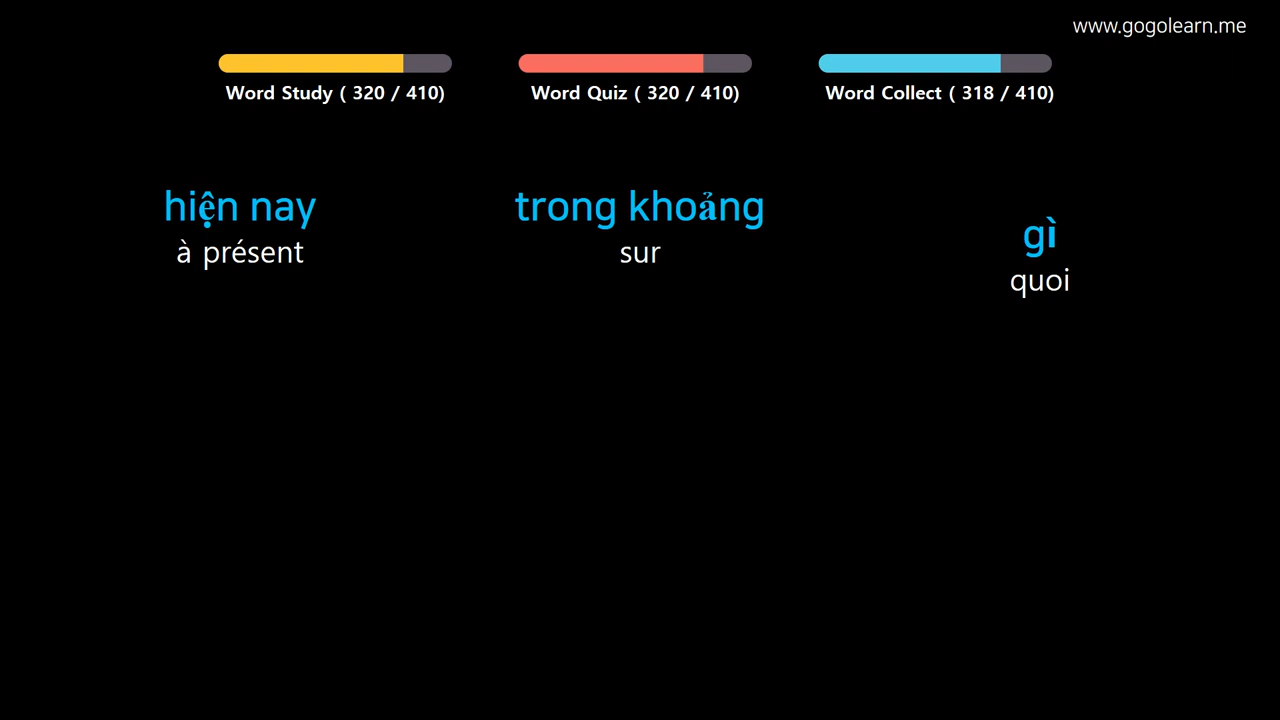 www.gogolearn.me
Word Study ( 320 / 410)
Word Quiz ( 320 / 410)
Word Collect ( 318 / 410)
hiện nay
à présent
trong khoảng
sur
gì
quoi